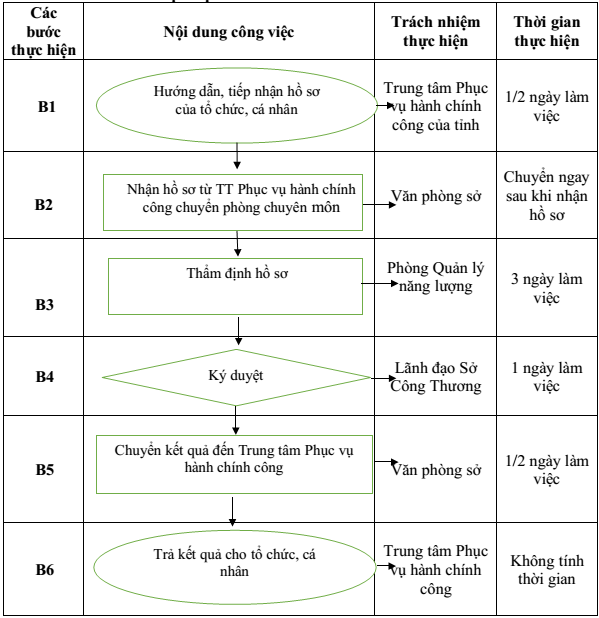 Các
bước
thực hiện
Nội dung công việc
Trách nhiệm
thực hiện
Thời gian
thực hiện
B1
Hướng dẫn, tiếp nhận hồ sơ
của tổ chức, cá nhân
Trung tâm Phục
vụ hành chính
công của tỉnh
1/2 ngày làm
việc
B2
Nhận hồ sơ từ TT Phục vụ hành chính
công chuyển phòng chuyên môn
Văn phòng sở
Chuyển ngay
sau khi nhận
hồ sơ
B3
Thẩm định hồ sơ
Phòng Quản lý
năng lượng
3 ngày làm
việc
B4
Ký duyệt
Lãnh đạo Sở
Công Thương
1 ngày làm
việc
B5
Chuyển kết quả đến Trung tâm Phục vụ
hành chính công
Văn phòng sở
1/2 ngày làm
việc
B6
Trả kết quả cho tổ chức, cá
nhân
Trung tâm Phục
vụ hành chính
công
Không tính
thời gian